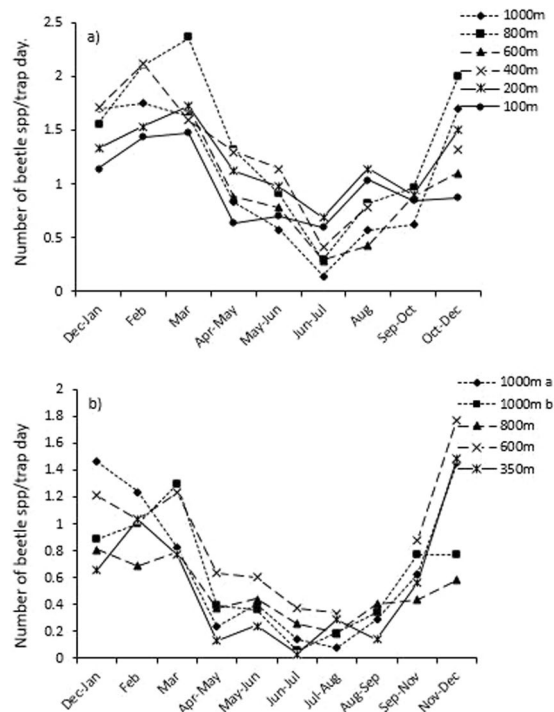 a)
Number of beetle spp/trap day.
2.5
2
1.5
1
0.5
0
Dec-Jan
Feb
Mar
Apr-May
May-Jun
Jun-Jul
Aug
Sep-Oct
Oct-Dec
1000m
800m
600m
400m
200m
100m
b)
Number of beetle spp/trap day
2
1.8
1.6
1.4
1.2
1
0.8
0.6
0.4
0.2
0
Dec-Jan
Feb
Mar
Apr-May
May-Jun
Jun-Jul
Jul-Aug
Aug-Sep
Sep-Nov
Nov-Dec
1000m a
1000m b
800m
600m
350m